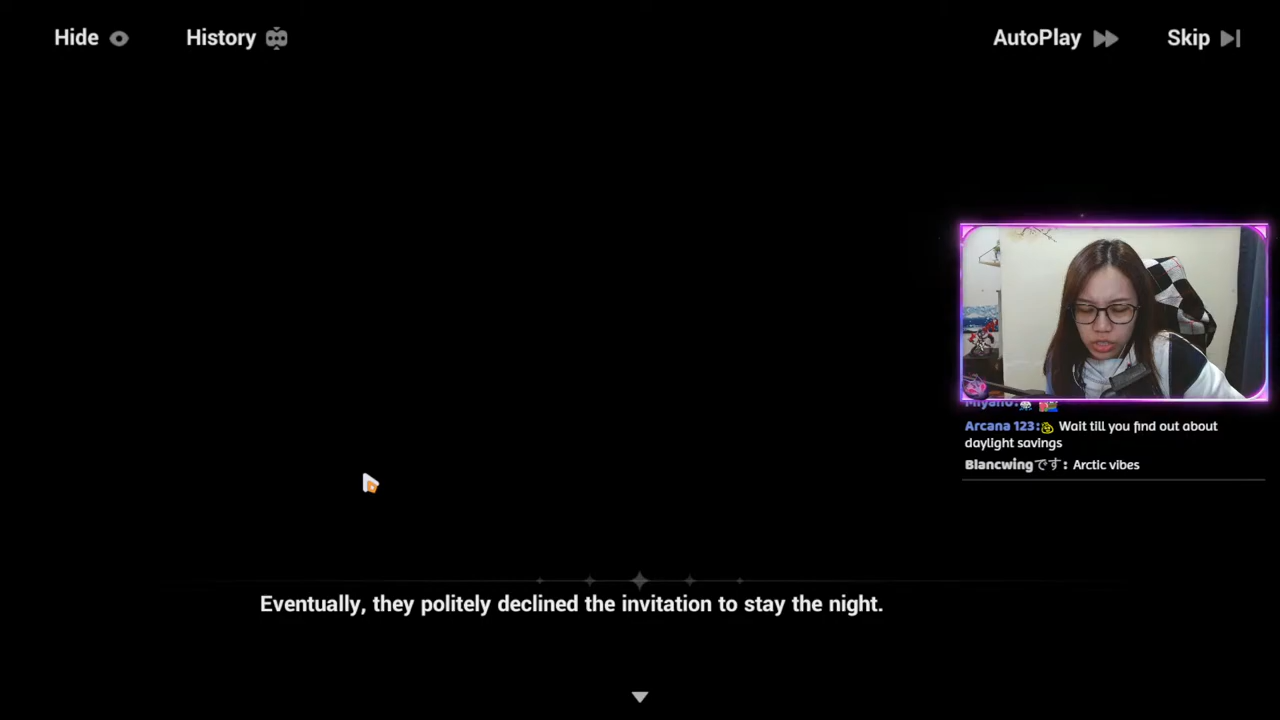 Hide
History
AutoPlay
Skip
Miyano:
Arcana 123: Wait till you find out about
daylight savings
Blancwingです: Arctic vibes
Eventually, they politely declined the invitation to stay the night.